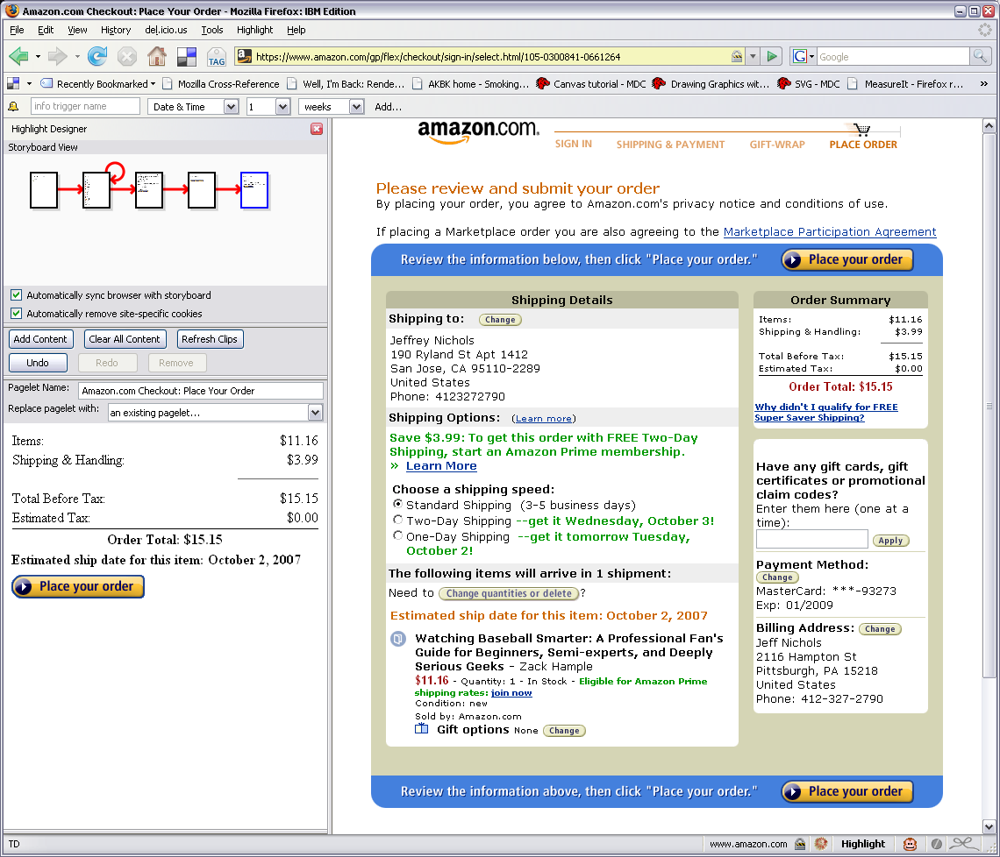 Amazon.com Checkout: Place Your Order - Mozilla Firefox: IBM Edition
File Edit View History del.icio.us Tools Highlight Help
TAG
a https://www.amazon.com/gp/flex/checkout/sign-in/select.html/105-0300841-0661264
G Google
Recently Bookmarked Mozilla Cross-Reference Well, I'm Back: Rende... AKBK home - Smoking,... Canvas tutorial - MDC Drawing Graphics wit... SVG - MDC MeasureIt - Firefox r... »
info trigger name Date & Time 1 weeks Add...
Highlight Designer
Storyboard View
Automatically sync browser with storyboard
Automatically remove site-specific cookies
Add Content Clear All Content Refresh Clips
Undo Redo Remove
Pagelet Name: Amazon.com Checkout: Place Your Order
Replace pagelet with: an existing pagelet...
Items: $11.16
Shipping & Handling: $3.99
Total Before Tax: $15.15
Estimated Tax: $0.00
Order Total: $15.15
Estimated ship date for this item: October 2, 2007
Place your order
amazon.com.
SIGN IN SHIPPING & PAYMENT GIFT-WRAP PLACE ORDER
Please review and submit your order
By placing your order, you agree to Amazon.com's privacy notice and conditions of use.
If placing a Marketplace order you are also agreeing to the Marketplace Participation Agreement
Review the information below, then click "Place your order." Place your order
Shipping Details
Shipping to: Change
Jeffrey Nichols
190 Ryland St Apt 1412
San Jose, CA 95110-2289
United States
Phone: 4123272790
Shipping Options: (Learn more)
Save $3.99: To get this order with FREE Two-Day
Shipping, start an Amazon Prime membership.
» Learn More
Choose a shipping speed:
Standard Shipping (3-5 business days)
Two-Day Shipping --get it Wednesday, October 3!
One-Day Shipping --get it tomorrow Tuesday,
October 2!
The following items will arrive in 1 shipment:
Need to Change quantities or delete ?
Estimated ship date for this item: October 2, 2007
Watching Baseball Smarter: A Professional Fan's
Guide for Beginners, Semi-experts, and Deeply
Serious Geeks - Zack Hample
$11.16 - Quantity: 1 - In Stock - Eligible for Amazon Prime
shipping rates: join now
Condition: new
Sold by: Amazon.com
Gift options None Change
Order Summary
Items: $11.16
Shipping & Handling: $3.99
Total Before Tax: $15.15
Estimated Tax: $0.00
Order Total: $15.15
Why didn't I qualify for FREE
Super Saver Shipping?
Have any gift cards, gift
certificates or promotional
claim codes?
Enter them here (one at a
time):
Apply
Payment Method:
Change
MasterCard: ***-93273
Exp: 01/2009
Billing Address: Change
Jeff Nichols
2116 Hampton St
Pittsburgh, PA 15218
United States
Phone: 412-327-2790
Review the information above, then click "Place your order." Place your order
TD www.amazon.com Highlight